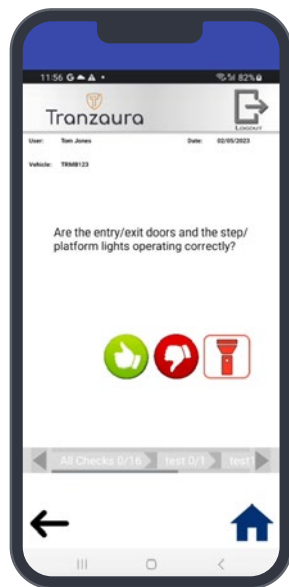 11:56 G 82%
Tranzaura
LOGOUT
User: Tom Jones Date: 02/05/2023
Vehicle: TRMB123
Are the entry/exit doors and the step/
platform lights operating correctly?
All Checks 0/16 test 0/1 test